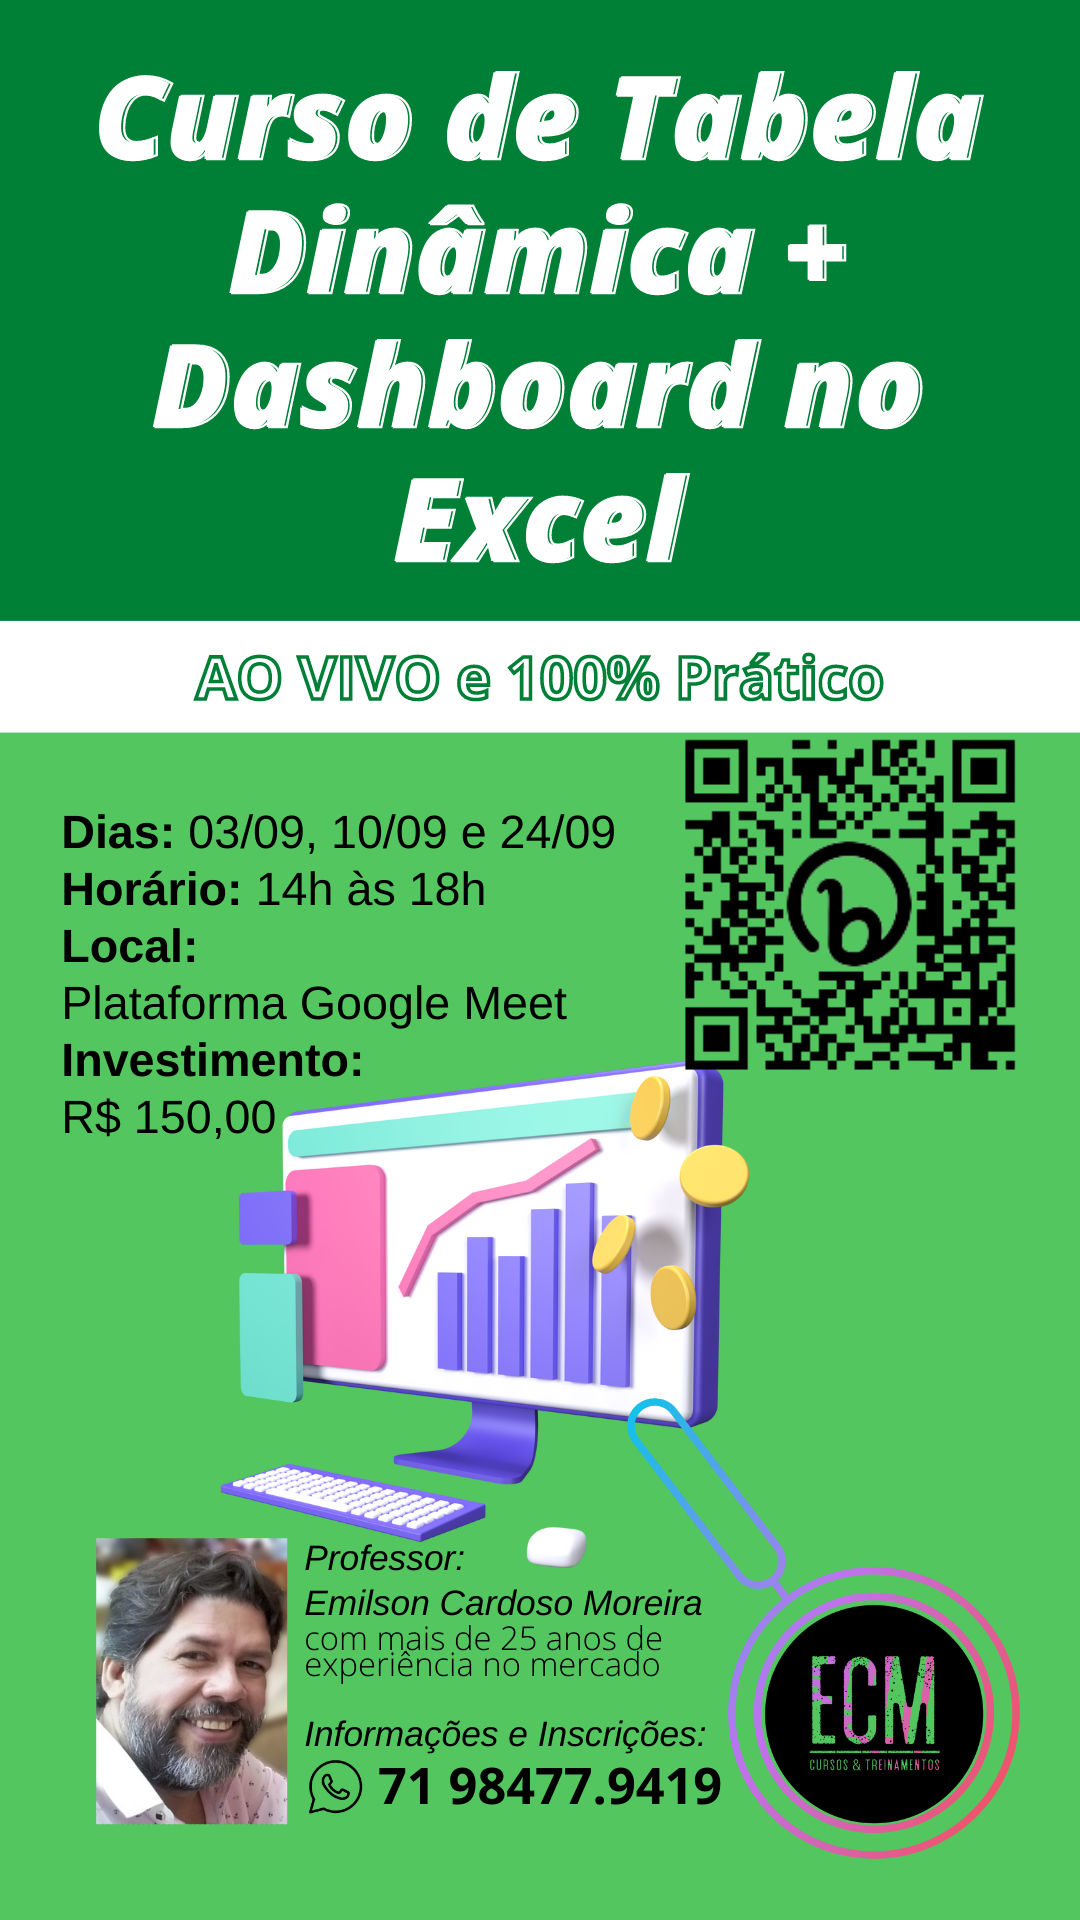 Curso de Tabela
Dinâmica +
Dashboard no
Excel
AO VIVO e 100% Prático
Dias: 03/09, 10/09 e 24/09
Horário: 14h às 18h
Local:
Plataforma Google Meet
Investimento:
R$ 150,00
Professor:
Emilson Cardoso Moreira
com mais de 25 anos de
experiência no mercado
Informações e Inscrições:
71 98477.9419
ECM
CURSOS & TREINAMENTOS